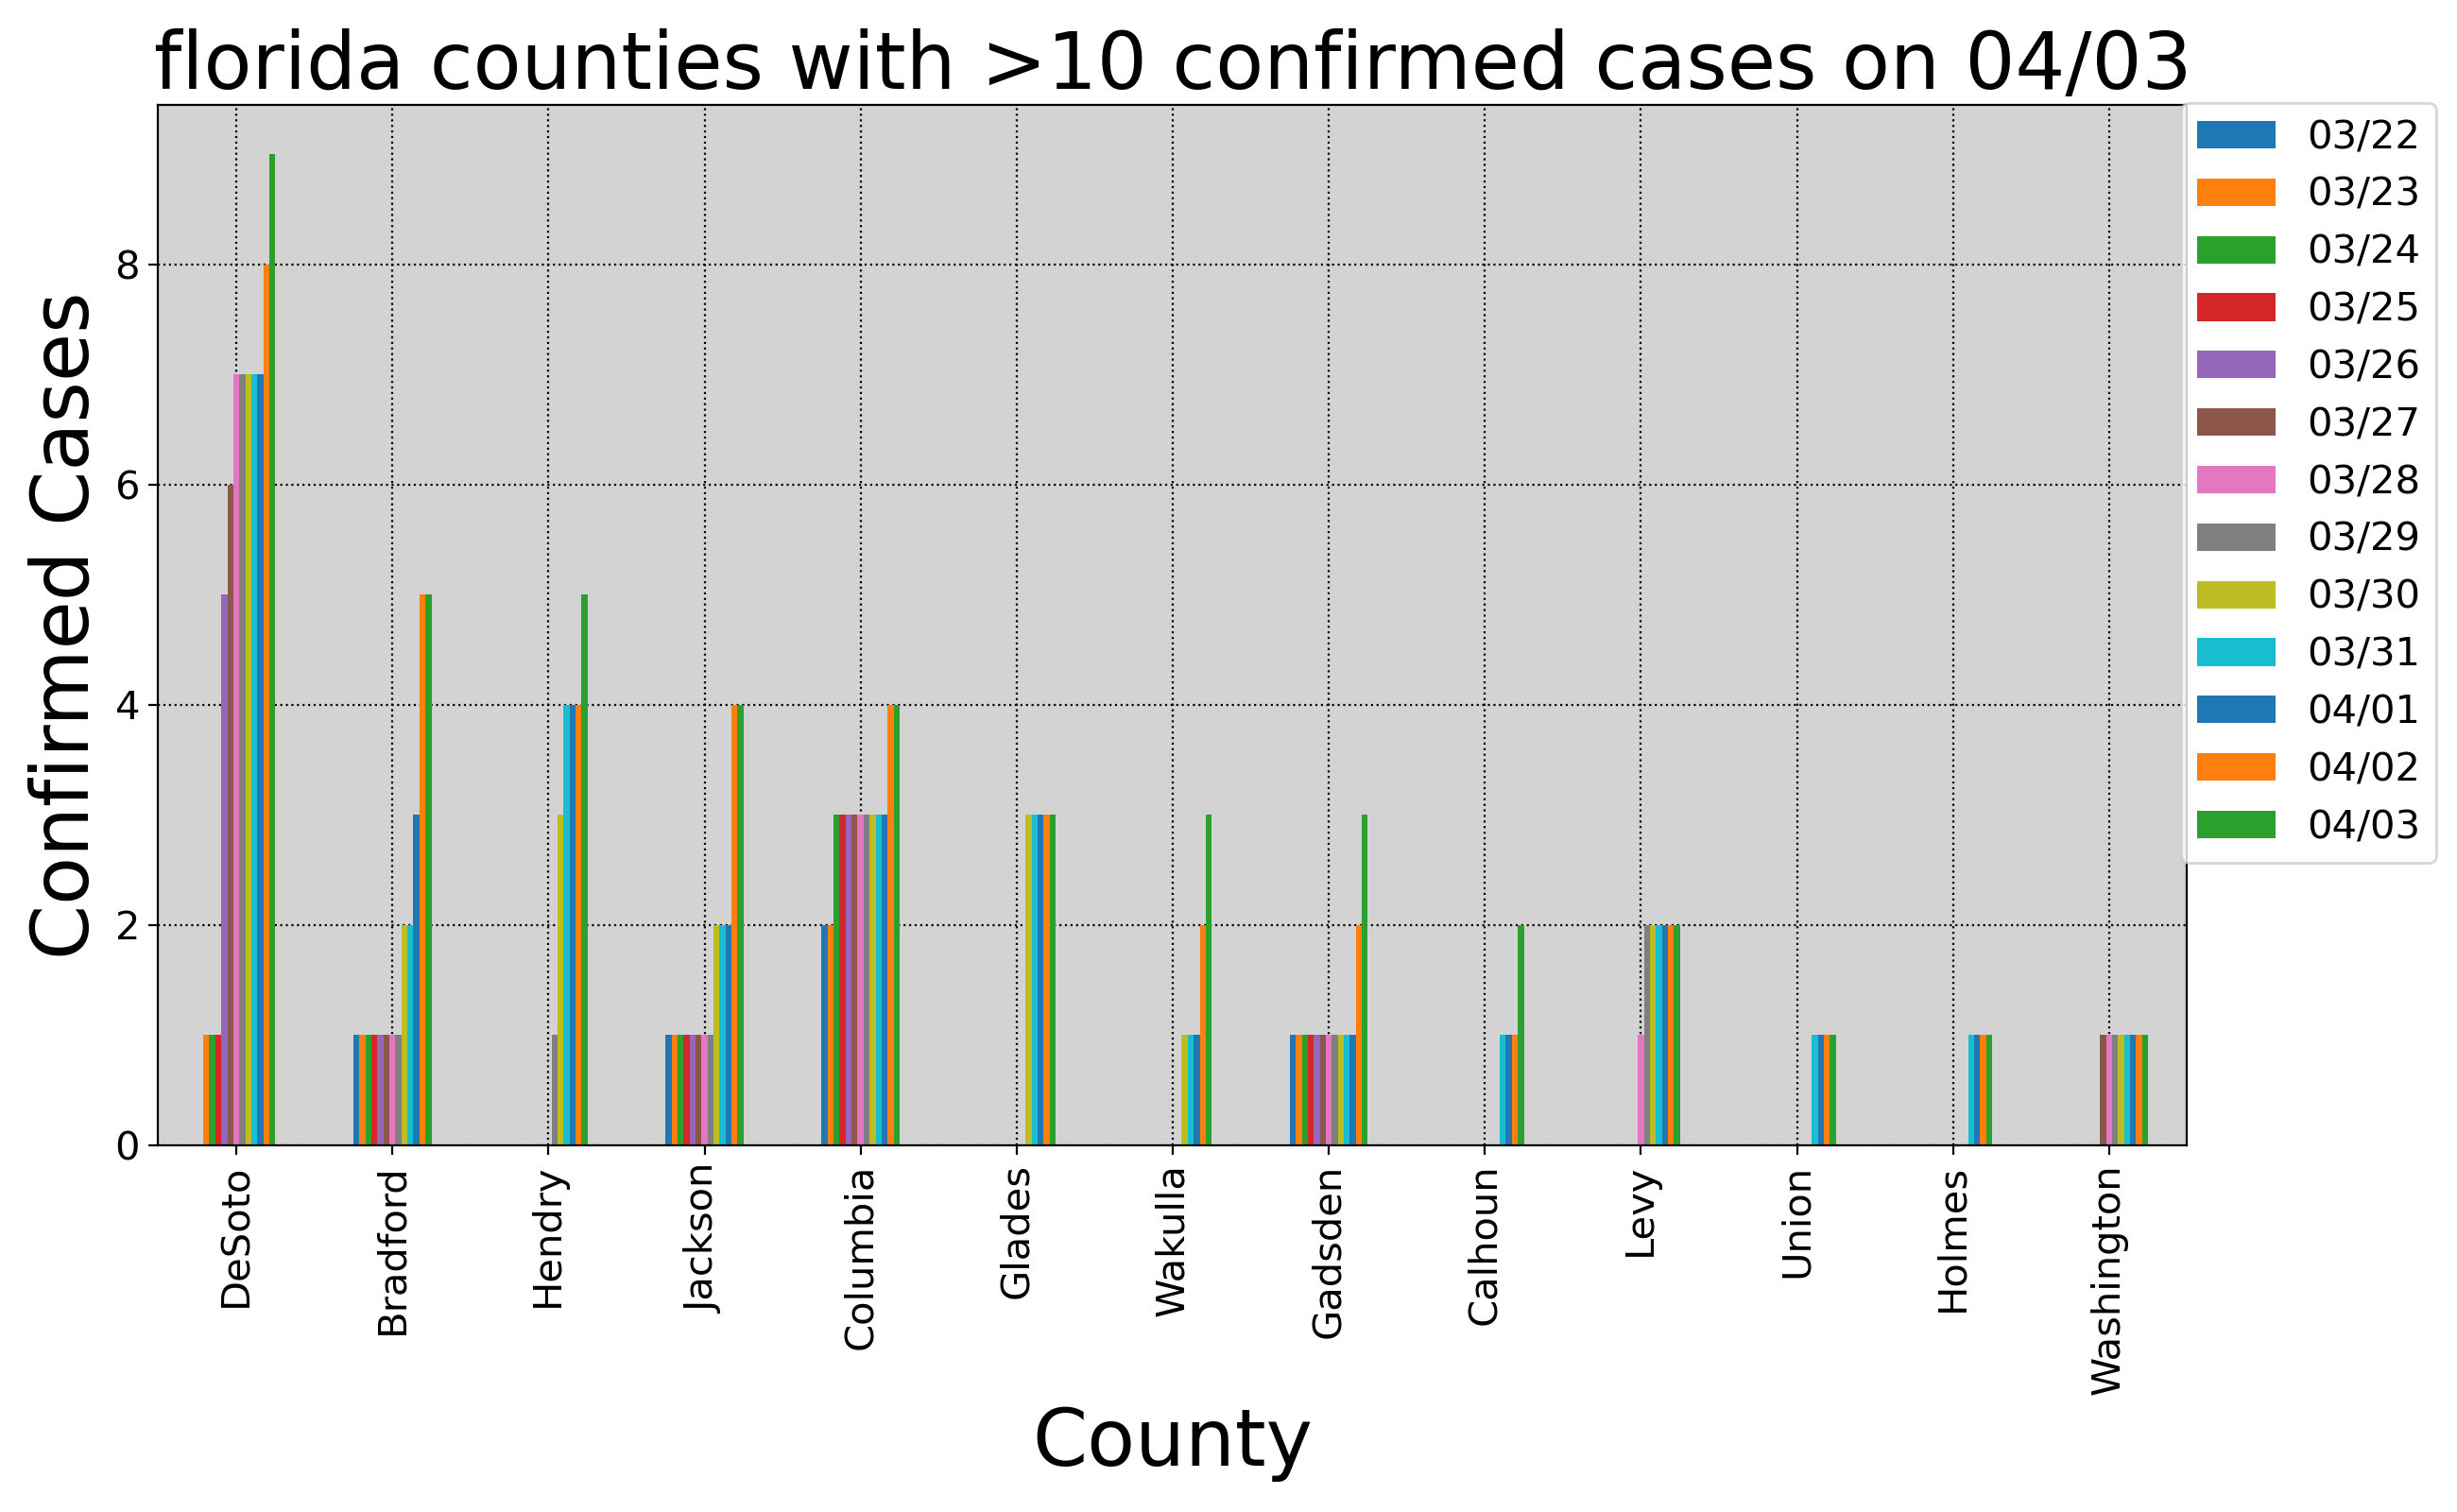 florida counties with >10 confirmed cases on 04/03
Confirmed Cases
8
6
4
2
0
03/22
03/23
03/24
03/25
03/26
03/27
03/28
03/29
03/30
03/31
04/01
04/02
04/03
DeSoto
Bradford
Hendry
Jackson
Columbia
Glades
Wakulla
Gadsden
Calhoun
Levy
Union
Holmes
Washington
County